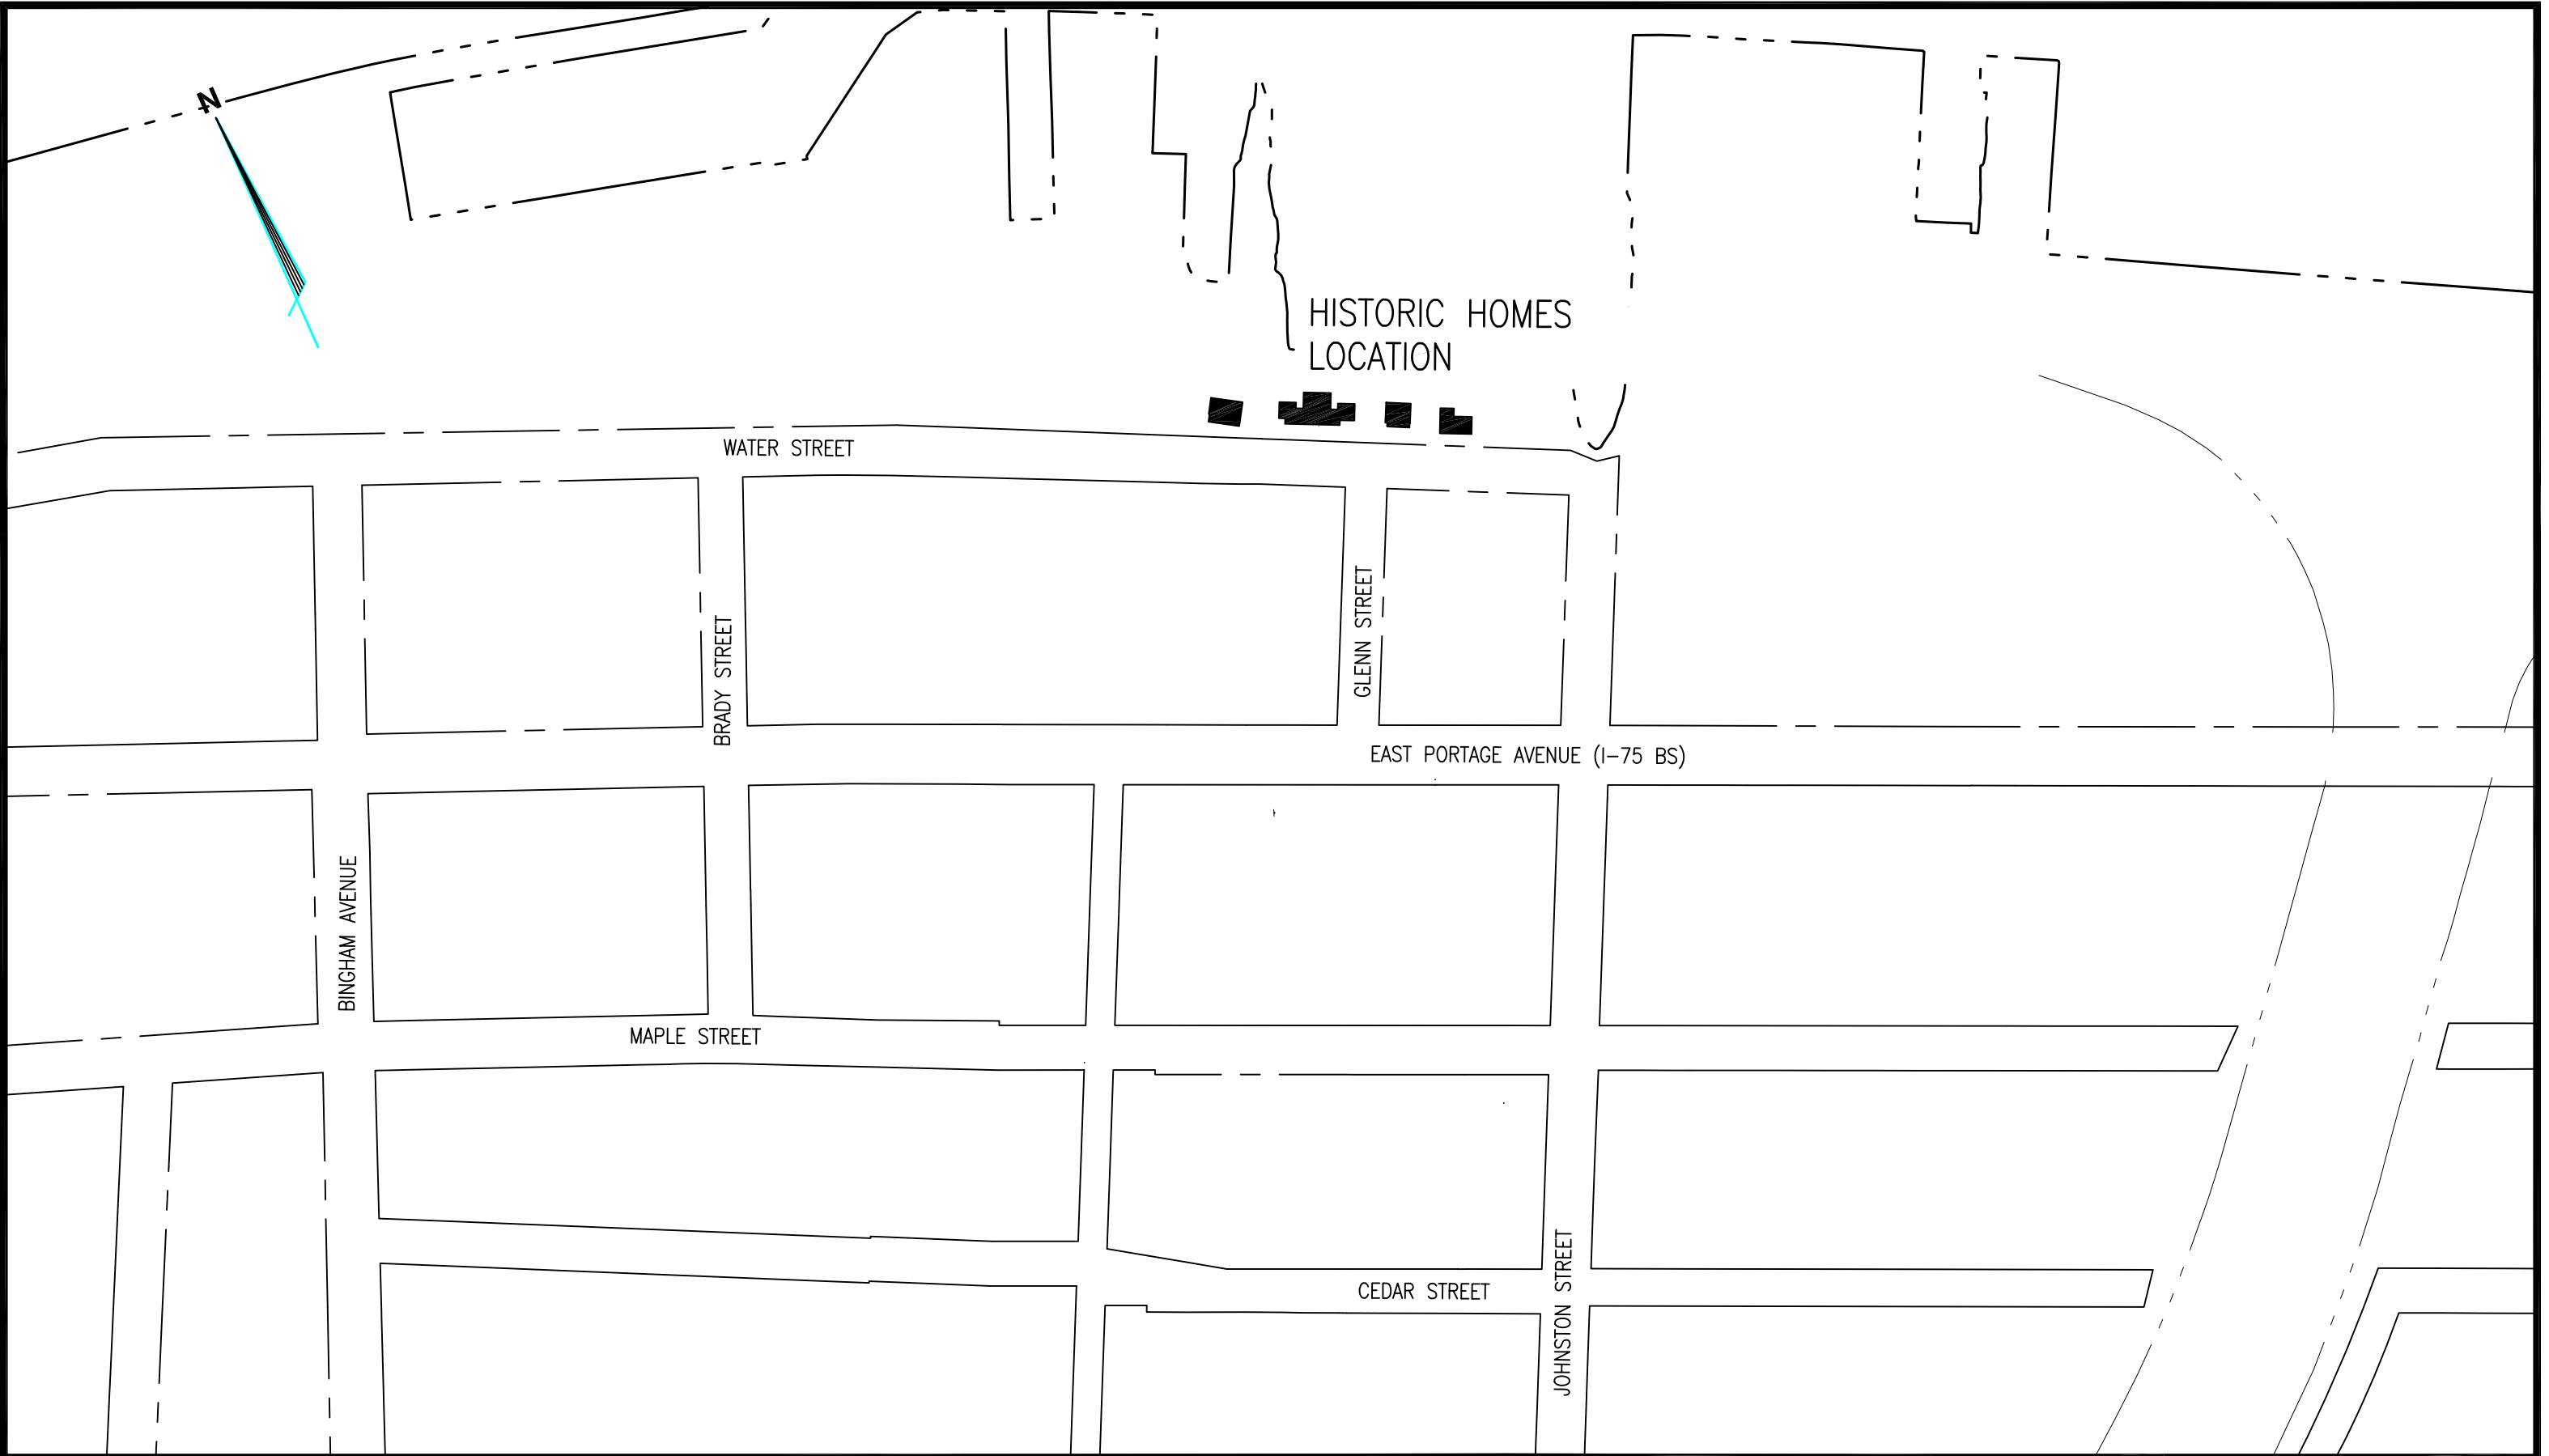 N
HISTORIC HOMES
LOCATION
WATER STREET
BRADY STREET
GLENN STREET
EAST PORTAGE AVENUE (I-75 BS)
BINGHAM AVENUE
MAPLE STREET
CEDAR STREET
JOHNSTON STREET